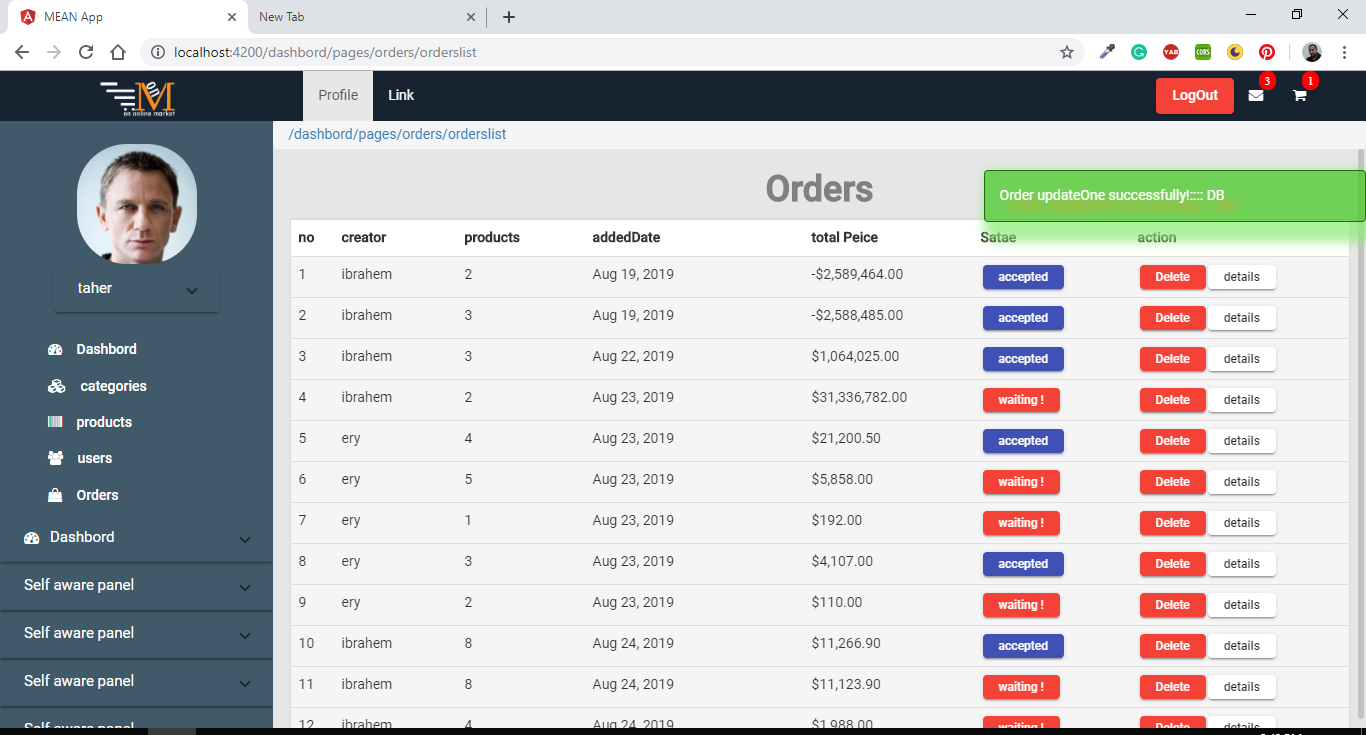 MEAN App
New Tab
localhost:4200/dashbord/pages/orders/orderslist
YAB
CORS
M
on online market
Profile
Link
LogOut
3
1
/dashbord/pages/orders/orderslist
taher
Dashbord
categories
products
users
Orders
Dashbord
Self aware panel
Self aware panel
Self aware panel
Self aware panel
Orders
Order updateOne successfully!:::: DB
no creator products addedDate total Peice Satae action
1 ibrahem 2 Aug 19, 2019 -$2,589,464.00 accepted Delete details
2 ibrahem 3 Aug 19, 2019 -$2,588,485.00 accepted Delete details
3 ibrahem 3 Aug 22, 2019 $1,064,025.00 accepted Delete details
4 ibrahem 2 Aug 23, 2019 $31,336,782.00 waiting ! Delete details
5 ery 4 Aug 23, 2019 $21,200.50 accepted Delete details
6 ery 5 Aug 23, 2019 $5,858.00 waiting ! Delete details
7 ery 1 Aug 23, 2019 $192.00 waiting ! Delete details
8 ery 3 Aug 23, 2019 $4,107.00 accepted Delete details
9 ery 2 Aug 23, 2019 $110.00 waiting ! Delete details
10 ibrahem 8 Aug 24, 2019 $11,266.90 accepted Delete details
11 ibrahem 8 Aug 24, 2019 $11,123.90 waiting ! Delete details
12 ibrahem 4 Aug 24, 2019 $1,988.00 waiting ! Delete details